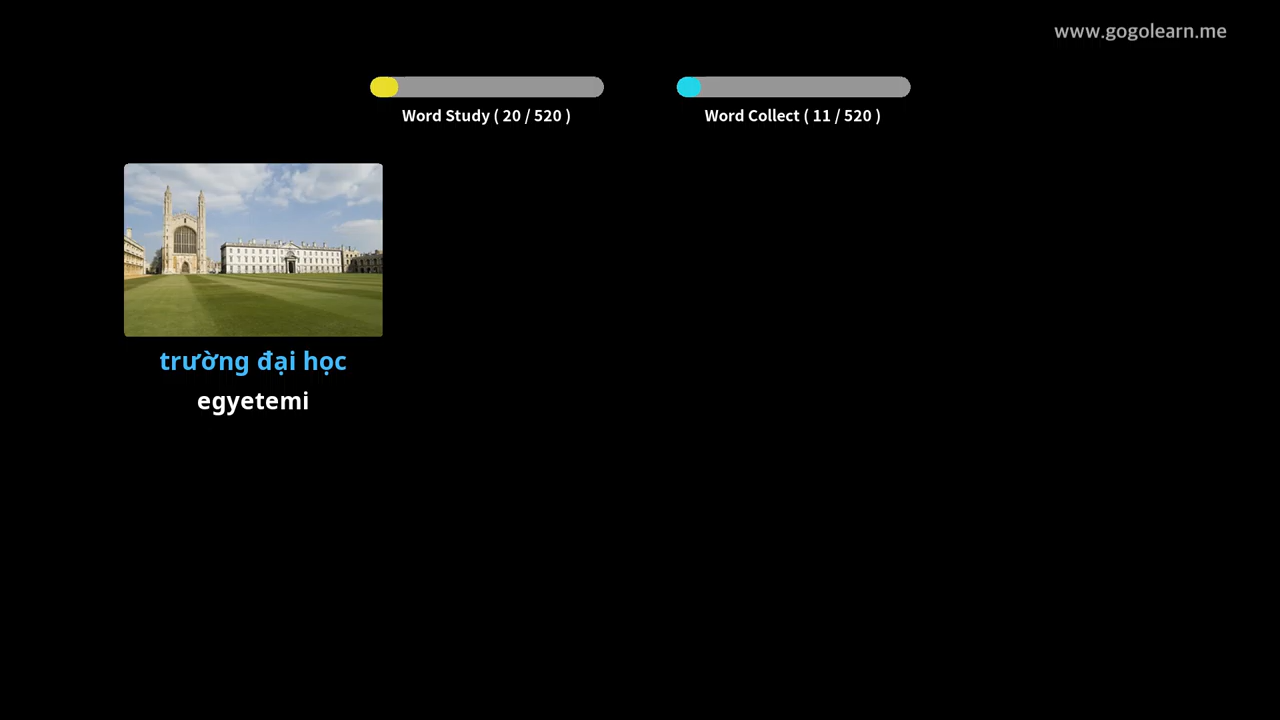 www.gogolearn.me
Word Study ( 20 / 520 )
Word Collect ( 11 / 520 )
trường đại học
egyetemi